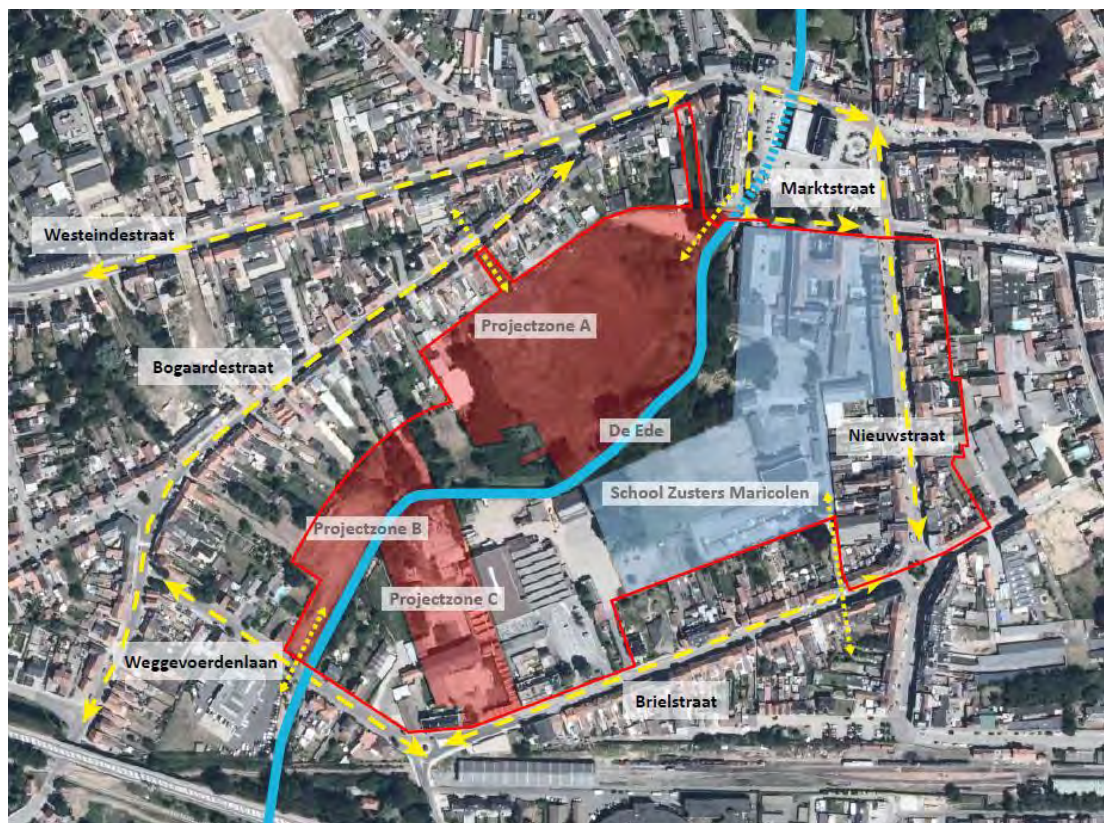 Marktstraat
Westeindestraat
Projectzone A
Bogaardestraat
De Ede
Nieuwstraat
School Zusters Maricolen
Projectzone B
Projectzone C
Weggevoerdenlaan
Brielstraat